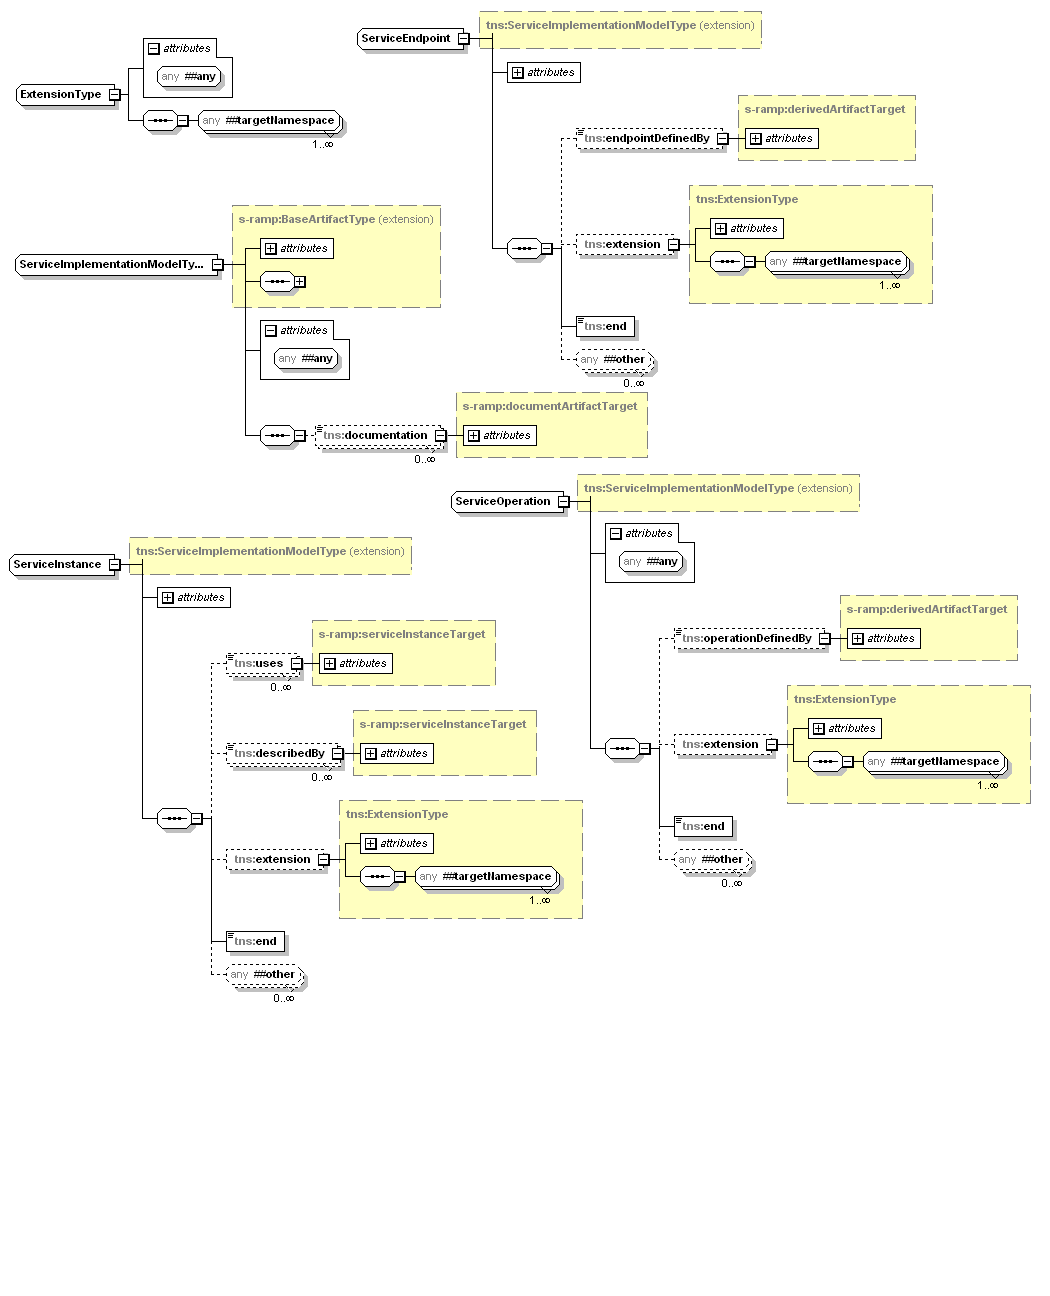 ExtensionType
attributes
any ##any
any ##targetNamespace
1..∞
ServiceEndpoint
tns:ServiceImplementationModelType (extension)
attributes
tns:endpointDefinedBy
s-ramp:derivedArtifactTarget
attributes
tns:extension
tns:ExtensionType
attributes
any ##targetNamespace
1..∞
tns:end
any ##other
0..∞
ServiceImplementationModelTy...
s-ramp:BaseArtifactType (extension)
attributes
attributes
any ##any
tns:documentation
0..∞
s-ramp:documentArtifactTarget
attributes
ServiceOperation
tns:ServiceImplementationModelType (extension)
attributes
any ##any
tns:operationDefinedBy
s-ramp:derivedArtifactTarget
attributes
tns:extension
tns:ExtensionType
attributes
any ##targetNamespace
1..∞
tns:end
any ##other
0..∞
ServiceInstance
tns:ServiceImplementationModelType (extension)
attributes
tns:uses
0..∞
s-ramp:serviceInstanceTarget
attributes
tns:describedBy
0..∞
s-ramp:serviceInstanceTarget
attributes
tns:extension
tns:ExtensionType
attributes
any ##targetNamespace
1..∞
tns:end
any ##other
0..∞